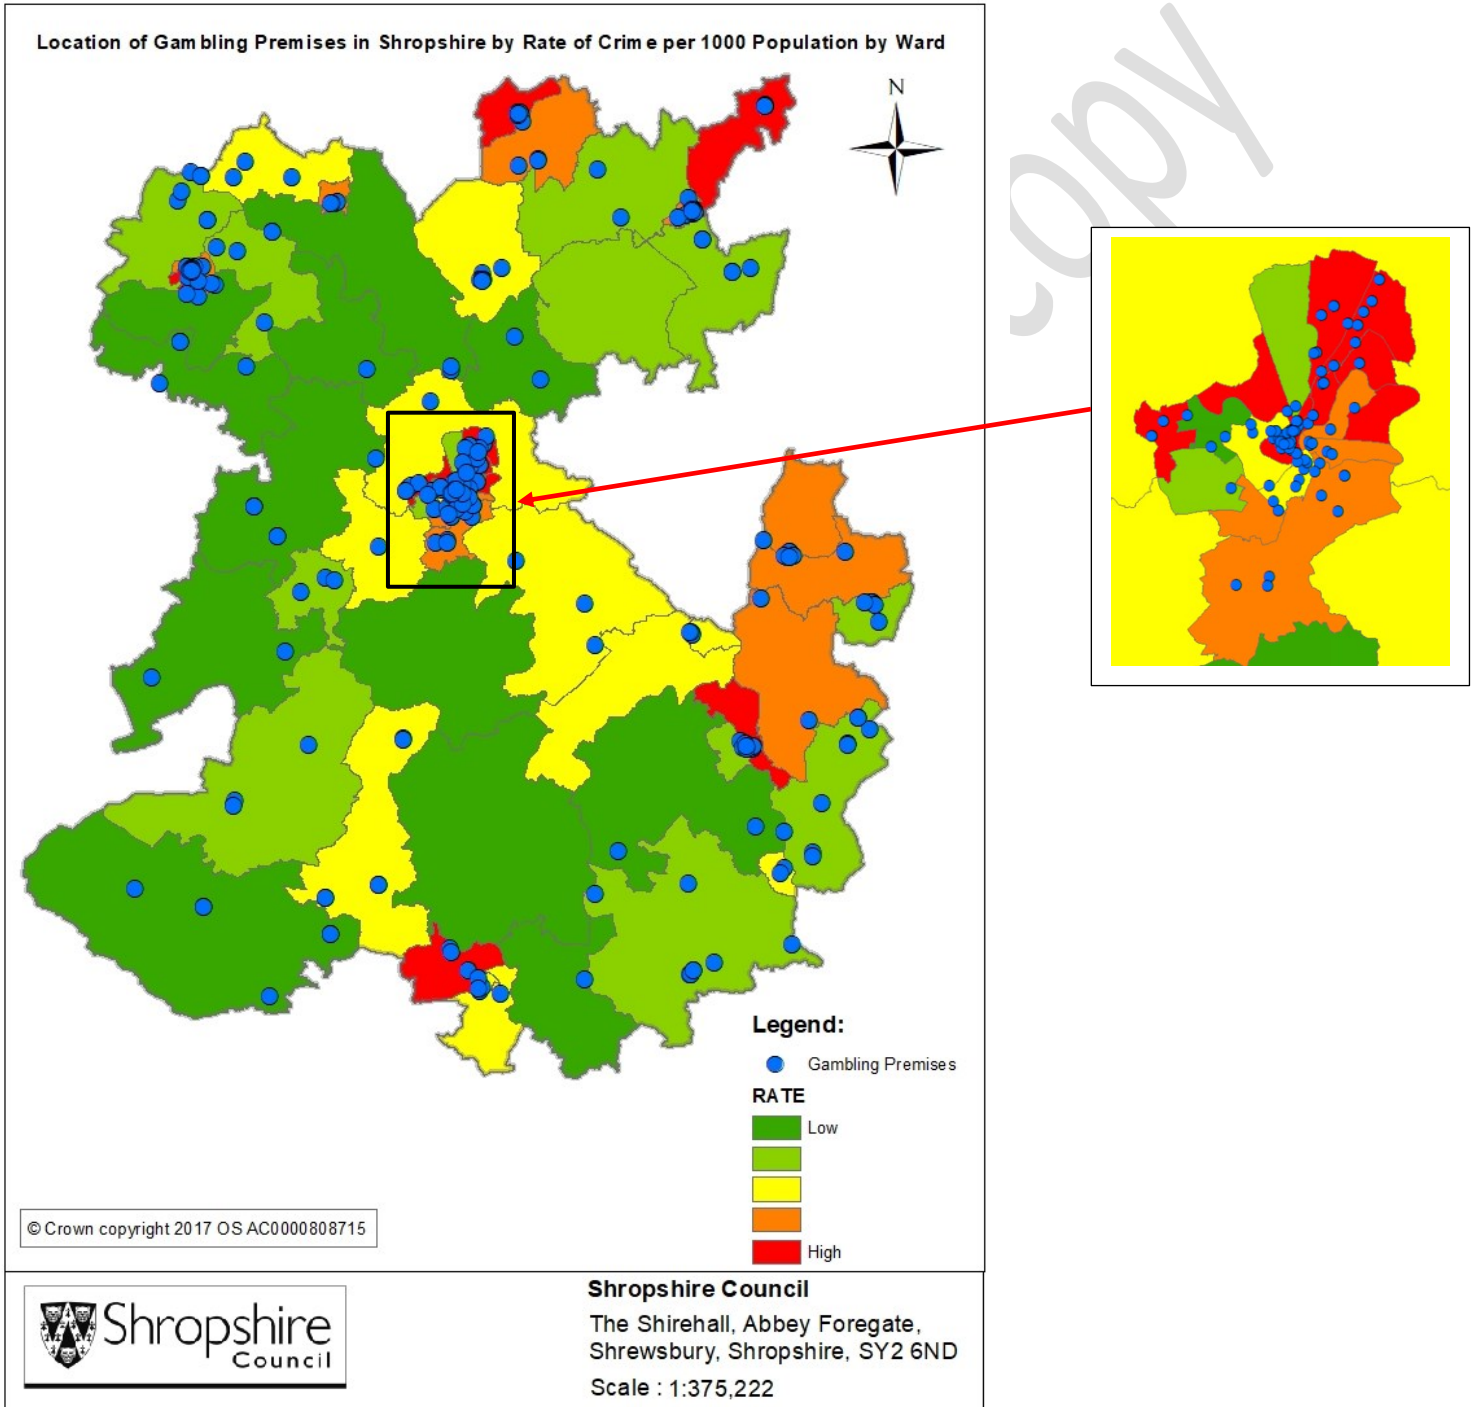 Location of Gambling Premises in Shropshire by Rate of Crime per 1000 Population by Ward
N
opy
Legend:
Gambling Premises
RATE
Low
High
© Crown copyright 2017 OS AC0000808715
Shropshire
Council
Shropshire Council
The Shirehall, Abbey Foregate,
Shrewsbury, Shropshire, SY2 6ND
Scale : 1:375,222